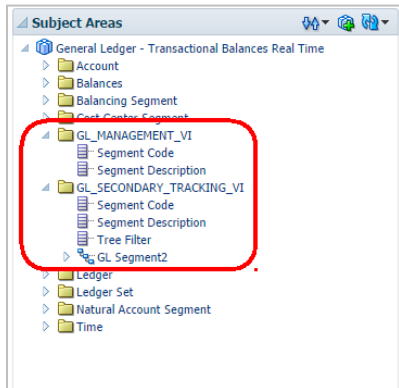 Subject Areas
General Ledger - Transactional Balances Real Time
Account
Balances
Balancing Segment
Cost Center Segment
GL_MANAGEMENT_VI
Segment Code
Segment Description
GL_SECONDARY_TRACKING_VI
Segment Code
Segment Description
Tree Filter
GL Segment2
Ledger
Ledger Set
Natural Account Segment
Time